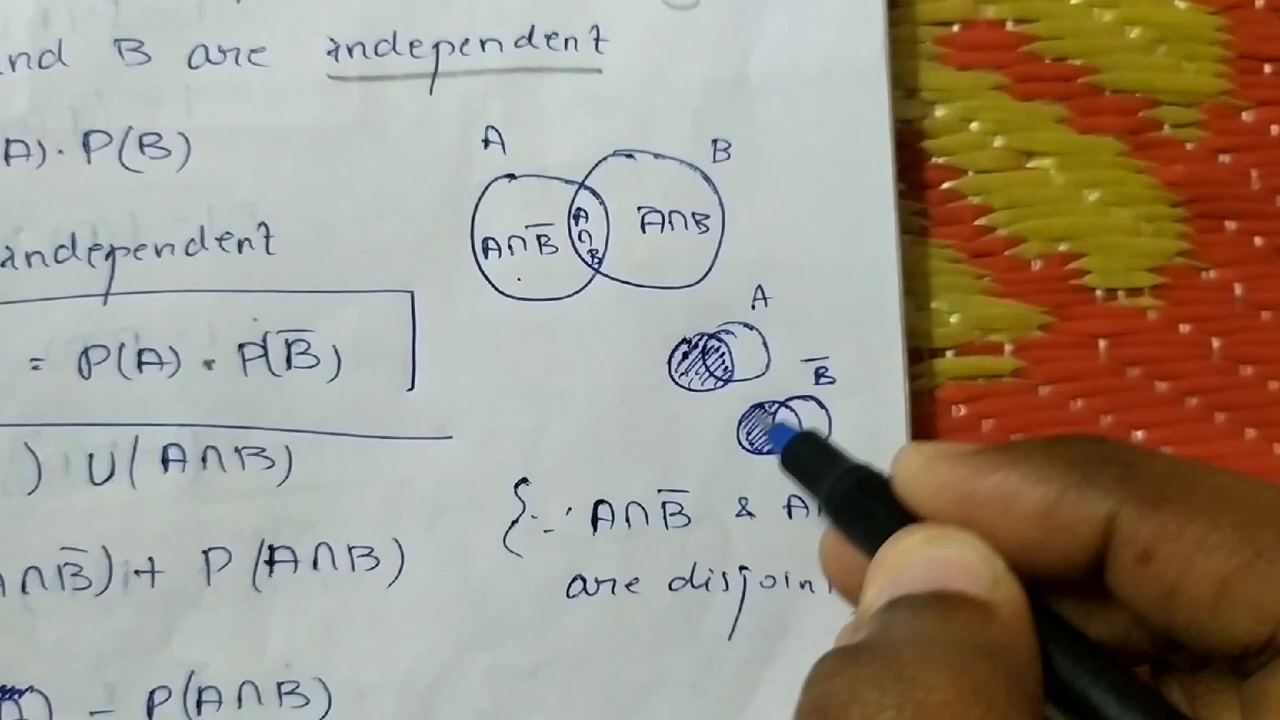 nd B are independent
A) · P(B)
A B
A∩B̅ A∩B A̅∩B
independent
A
= P(A) · P(B̅)
B̅
) ∪ (A∩B)
{∵ A∩B̅ & A
∩B̅) + P(A∩B)
are disjoin
– P(A∩B)